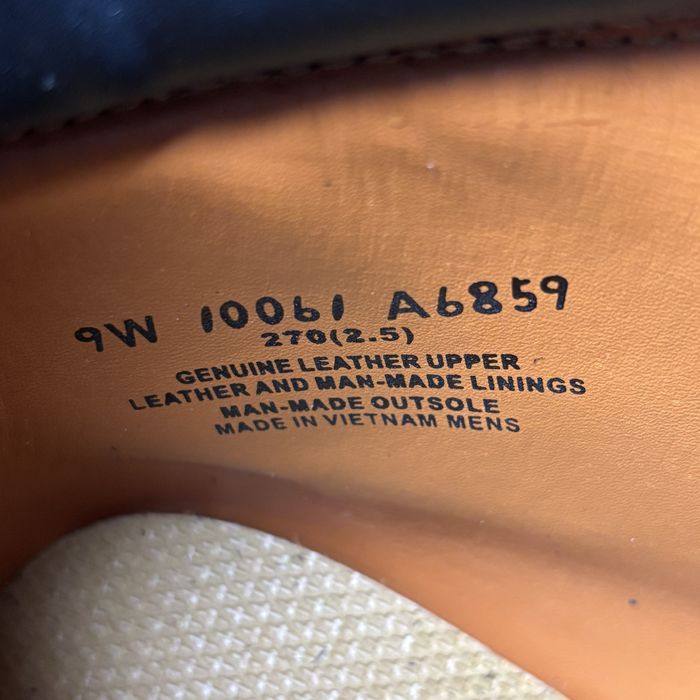 9W 10061 A6859
270(2.5)
GENUINE LEATHER UPPER
LEATHER AND MAN-MADE LININGS
MAN-MADE OUTSOLE
MADE IN VIETNAM MENS